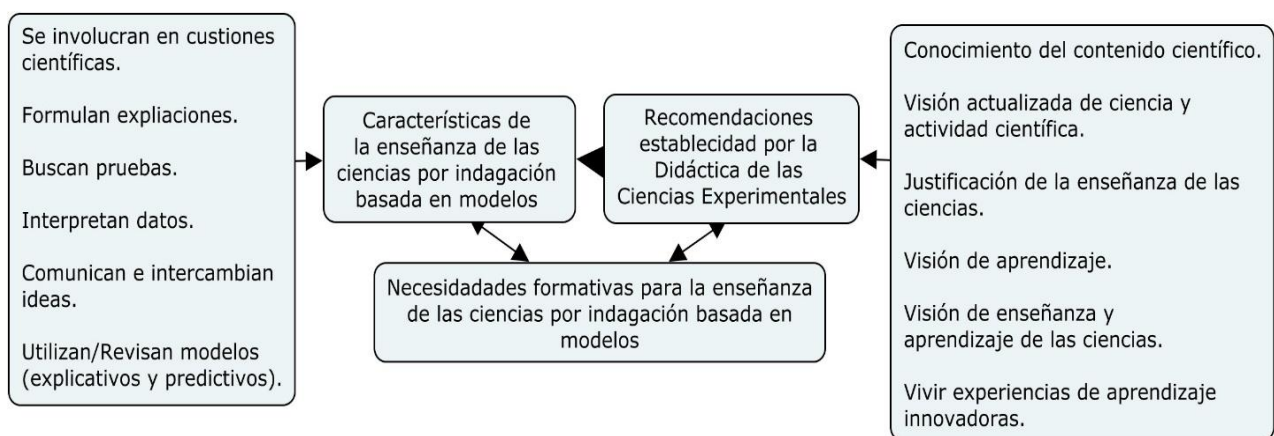 Se involucran en custiones
científicas.
Formulan expliaciones.
Buscan pruebas.
Interpretan datos.
Comunican e intercambian
ideas.
Utilizan/Revisan modelos
(explicativos y predictivos).
Características de
la enseñanza de las
ciencias por indagación
basada en modelos
Recomendaciones
establecidad por la
Didáctica de las
Ciencias Experimentales
Necesidadades formativas para la enseñanza
de las ciencias por indagación basada en
modelos
Conocimiento del contenido científico.
Visión actualizada de ciencia y
actividad científica.
Justificación de la enseñanza de las
ciencias.
Visión de aprendizaje.
Visión de enseñanza y
aprendizaje de las ciencias.
Vivir experiencias de aprendizaje
innovadoras.